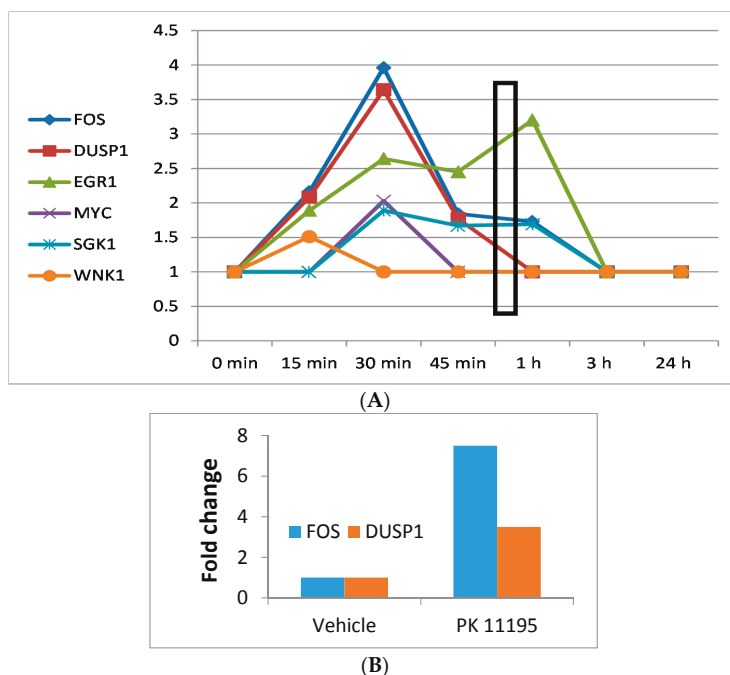 4.5
4
3.5
3
2.5
2
1.5
1
0.5
0
FOS
DUSP1
EGR1
MYC
SGK1
WNK1
0 min 15 min 30 min 45 min 1 h 3 h 24 h
(A)
Fold change
8
6
4
2
0
FOS DUSP1
Vehicle PK 11195
(B)